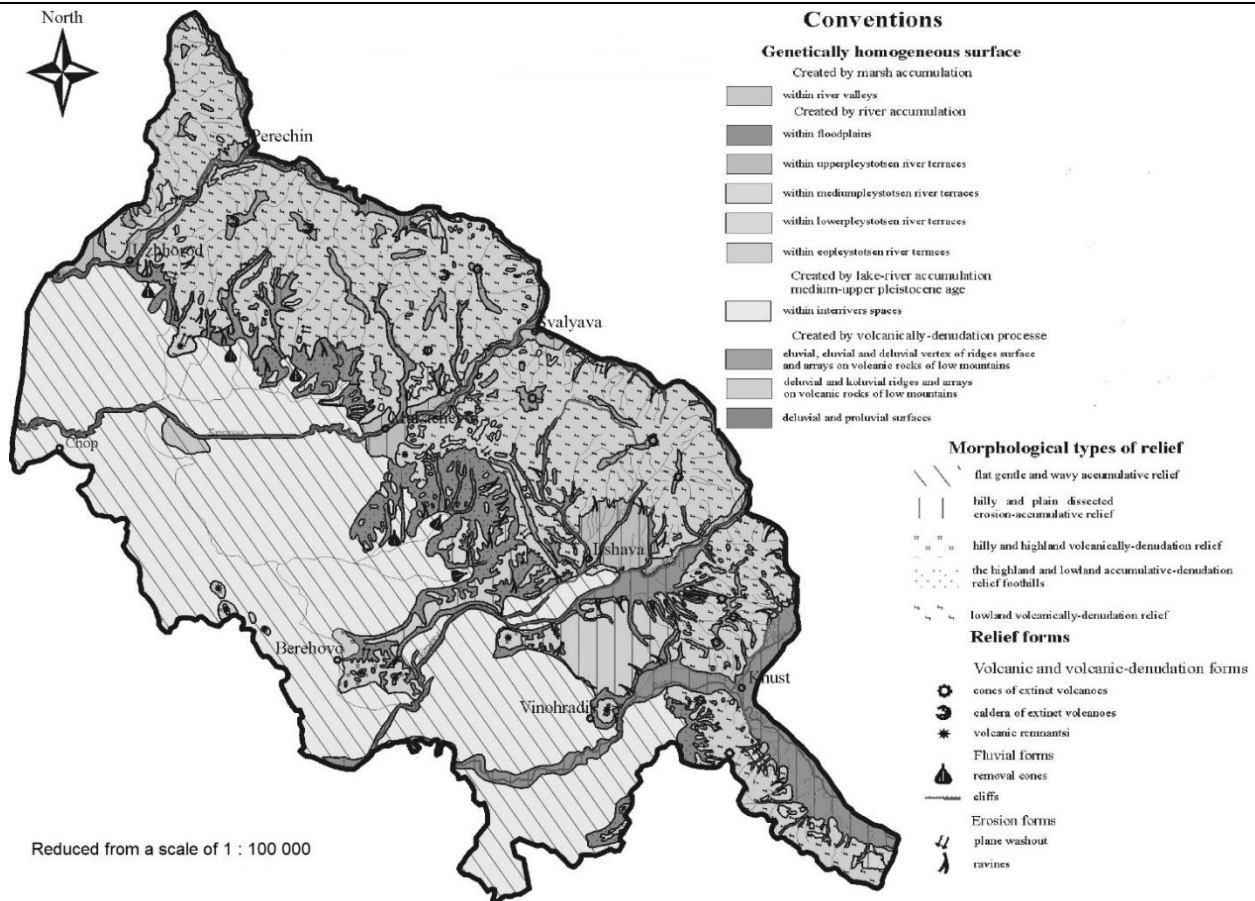 North
Perechin
Uzhhorod
Svalyava
Mukachevo
Chop
Irshava
Berehovo
Vinohradiv
Khust
Reduced from a scale of 1 : 100 000
Conventions
Genetically homogeneous surface
Created by marsh accumulation
within river valleys
Created by river accumulation
within floodplains
within upperpleystotsen river terraces
within mediumpleystotsen river terraces
within lowerpleystotsen river terraces
within eopleystotsen river terraces
Created by lake-river accumulation
medium-upper pleistocene age
within interrivers spaces
Created by volcanically-denudation processe
eluvial, eluvial and deluvial vertex of ridges surface
and arrays on volcanic rocks of low mountains
deluvial and koluvial ridges and arrays
on volcanic rocks of low mountains
deluvial and proluvial surfaces
Morphological types of relief
flat gentle and wavy accumulative relief
hilly and plain dissected
erosion-accumulative relief
hilly and highland volcanically-denudation relief
the highland and lowland accumulative-denudation
relief foothills
lowland volcanically-denudation relief
Relief forms
Volcanic and volcanic-denudation forms
cones of extinct volcanoes
caldera of extinct volcanoes
volcanic remnantsi
Fluvial forms
removal cones
cliffs
Erosion forms
plane washout
ravines